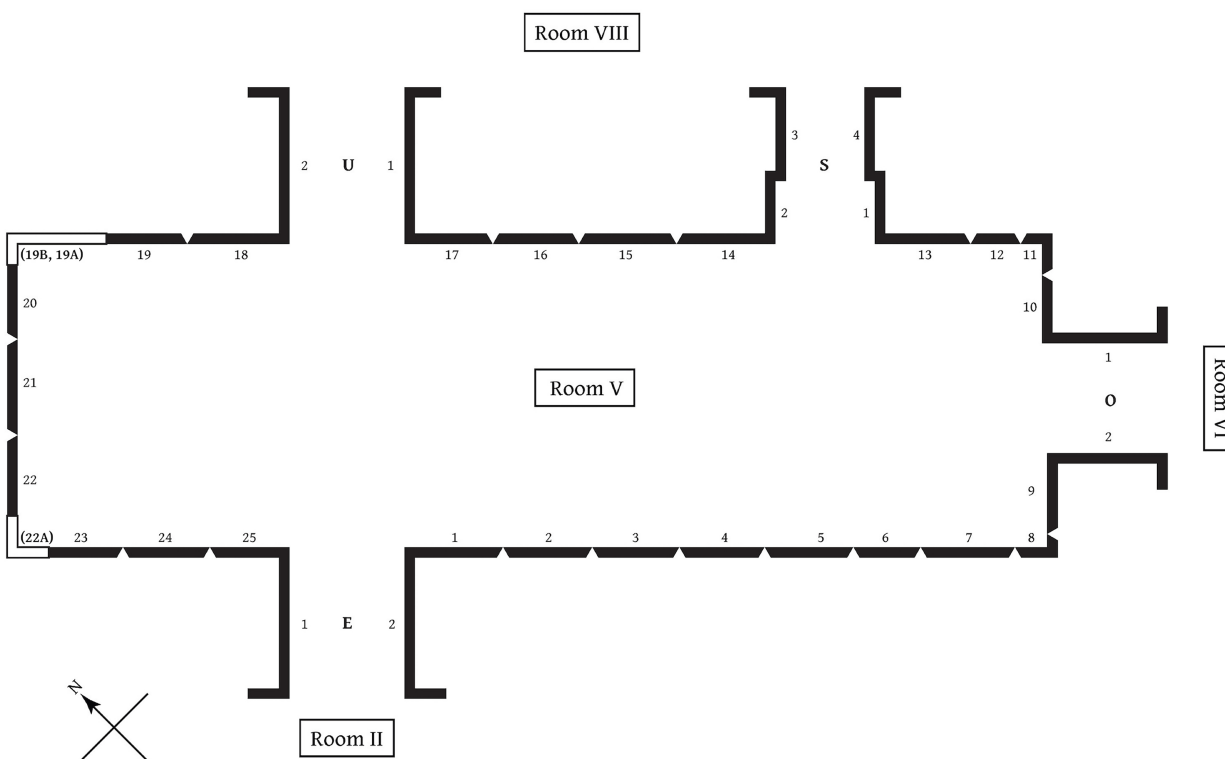 Room VIII
3 4
2 U 1 S
2 1
(19B, 19A) 19 18 17 16 15 14 13 12 11
20 10
1
21 Room V O Room VI
2
22 9
(22A) 23 24 25 1 2 3 4 5 6 7 8
1 E 2
N
Room II